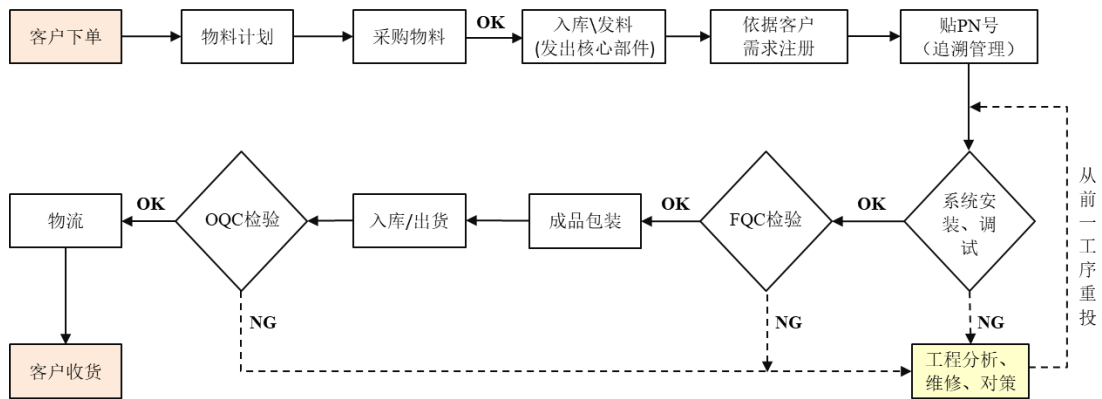 客户下单
物料计划
采购物料
OK
入库\发料
(发出核心部件)
依据客户
需求注册
贴PN号
（追溯管理）
物流
OK
OQC检验
入库/出货
成品包装
OK
FQC检验
OK
系统安
装、调
试
从
前
一
工
序
重
投
NG
NG
NG
客户收货
工程分析、
维修、对策